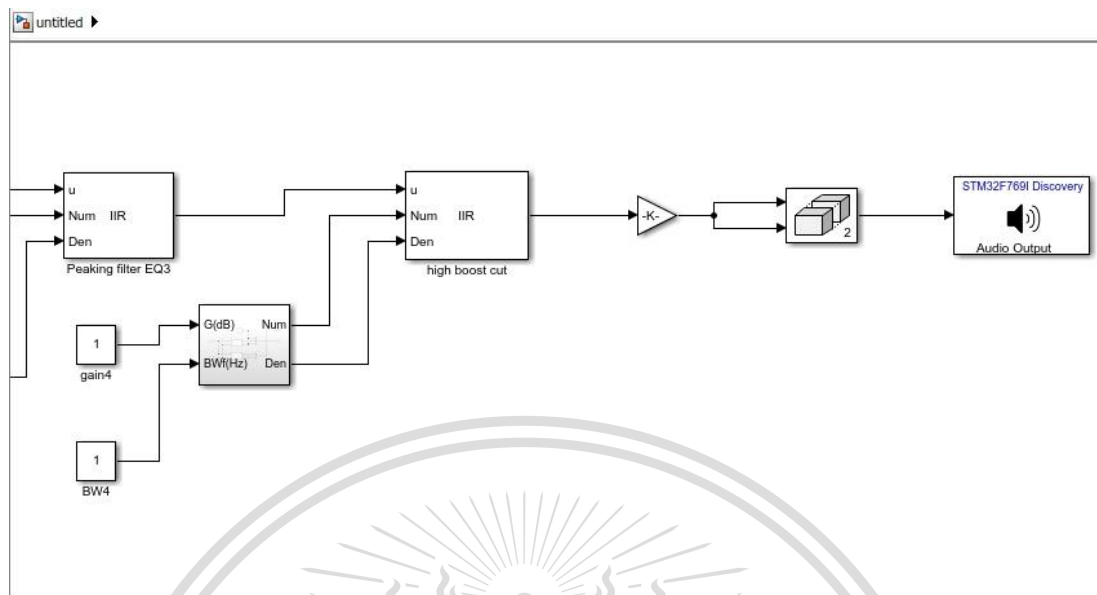 untitled
u
Num IIR
Den
Peaking filter EQ3
u
Num IIR
Den
high boost cut
-K-
2
STM32F769I Discovery
Audio Output
G(dB) Num
BWf(Hz) Den
1
gain4
1
BW4